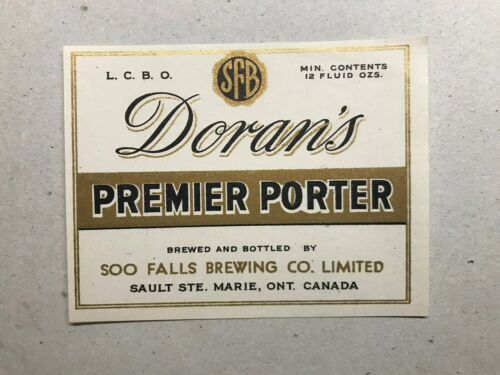 L. C. B. O.
SFB
MIN. CONTENTS
12 FLUID OZS.
Doran's
PREMIER PORTER
BREWED AND BOTTLED BY
SOO FALLS BREWING CO. LIMITED
SAULT STE. MARIE, ONT. CANADA